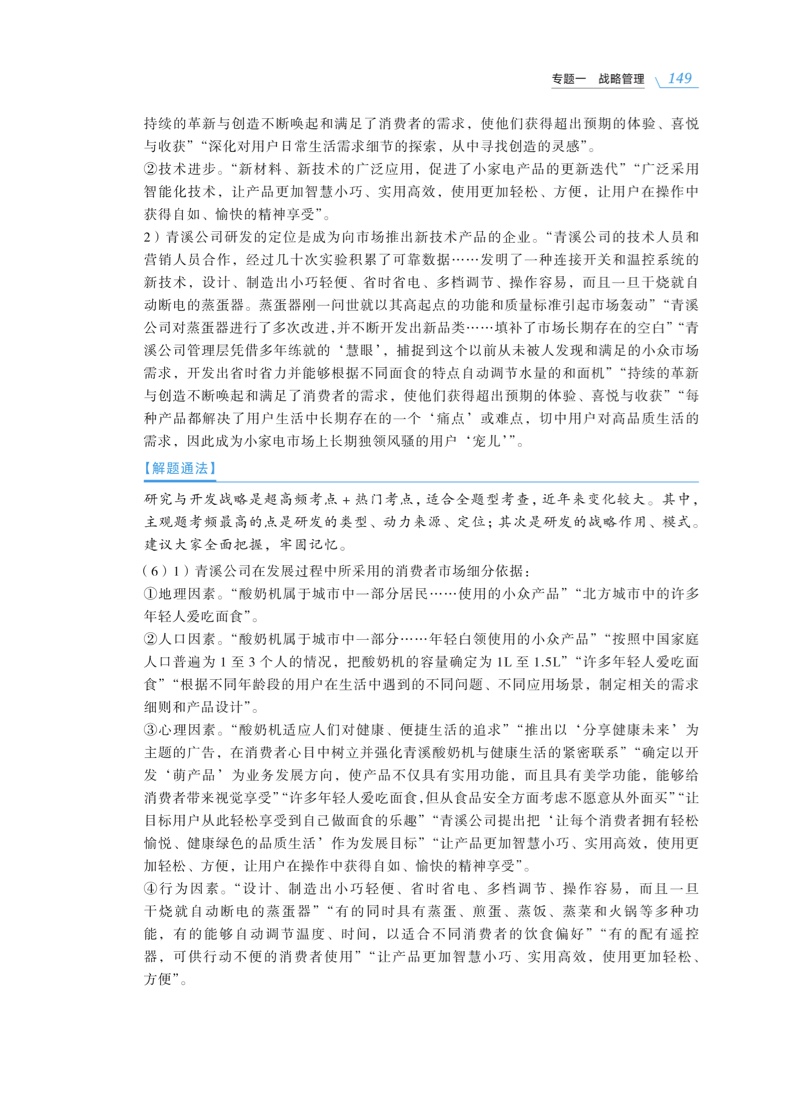 专题一 战略管理 149
持续的革新与创造不断唤起和满足了消费者的需求，使他们获得超出预期的体验、喜悦
与收获”“深化对用户日常生活需求细节的探索，从中寻找创造的灵感”。
②技术进步。“新材料、新技术的广泛应用，促进了小家电产品的更新迭代”“广泛采用
智能化技术，让产品更加智慧小巧、实用高效，使用更加轻松、方便，让用户在操作中
获得自如、愉快的精神享受”。
2）青溪公司研发的定位是成为向市场推出新技术产品的企业。“青溪公司的技术人员和
营销人员合作，经过几十次实验积累了可靠数据……发明了一种连接开关和温控系统的
新技术，设计、制造出小巧轻便、省时省电、多档调节、操作容易，而且一旦干烧就自
动断电的蒸蛋器。蒸蛋器刚一问世就以其高起点的功能和质量标准引起市场轰动”“青溪
公司对蒸蛋器进行了多次改进，并不断开发出新品类……填补了市场长期存在的空白”“青
溪公司管理层凭借多年练就的‘慧眼’，捕捉到这个以前从未被人发现和满足的小众市场
需求，开发出省时省力并能够根据不同面食的特点自动调节水量的和面机”“持续的革新
与创造不断唤起和满足了消费者的需求，使他们获得超出预期的体验、喜悦与收获”“每
种产品都解决了用户生活中长期存在的一个‘痛点’或难点，切中用户对高品质生活的
需求，因此成为小家电市场上长期独领风骚的用户‘宠儿’”。
【解题通法】
研究与开发战略是超高频考点+热门考点，适合全题型考查，近年来变化较大。其中，
主观题考频最高的点是研发的类型、动力来源、定位；其次是研发的战略作用、模式。
建议大家全面把握，牢固记忆。
（6）1）青溪公司在发展过程中所采用的消费者市场细分依据：
①地理因素。“酸奶机属于城市中一部分居民……使用的小众产品”“北方城市中的许多
年轻人爱吃面食”。
②人口因素。“酸奶机属于城市中一部分……年轻白领使用的小众产品”“按照中国家庭
人口普遍为 1 至 3 个人的情况，把酸奶机的容量确定为 1L 至 1.5L”“许多年轻人爱吃面
食”“根据不同年龄段的用户在生活中遇到的不同问题、不同应用场景，制定相关的需求
细则和产品设计”。
③心理因素。“酸奶机适应人们对健康、便捷生活的追求”“推出以‘分享健康未来’为
主题的广告，在消费者心目中树立并强化青溪酸奶机与健康生活的紧密联系”“确定以开
发‘萌产品’为业务发展方向，使产品不仅具有实用功能，而且具有美学功能，能够给
消费者带来视觉享受”“许多年轻人爱吃面食，但从食品安全方面考虑不愿意从外面买”“让
目标用户从此轻松享受到自己做面食的乐趣”“青溪公司提出把‘让每个消费者拥有轻松
愉悦、健康绿色的品质生活’作为发展目标”“让产品更加智慧小巧、实用高效，使用更
加轻松、方便，让用户在操作中获得自如、愉快的精神享受”。
④行为因素。“设计、制造出小巧轻便、省时省电、多档调节、操作容易，而且一旦
干烧就自动断电的蒸蛋器”“有的同时具有蒸蛋、煎蛋、蒸饭、蒸菜和火锅等多种功
能，有的能够自动调节温度、时间，以适合不同消费者的饮食偏好”“有的配有遥控
器，可供行动不便的消费者使用”“让产品更加智慧小巧、实用高效，使用更加轻松、
方便”。